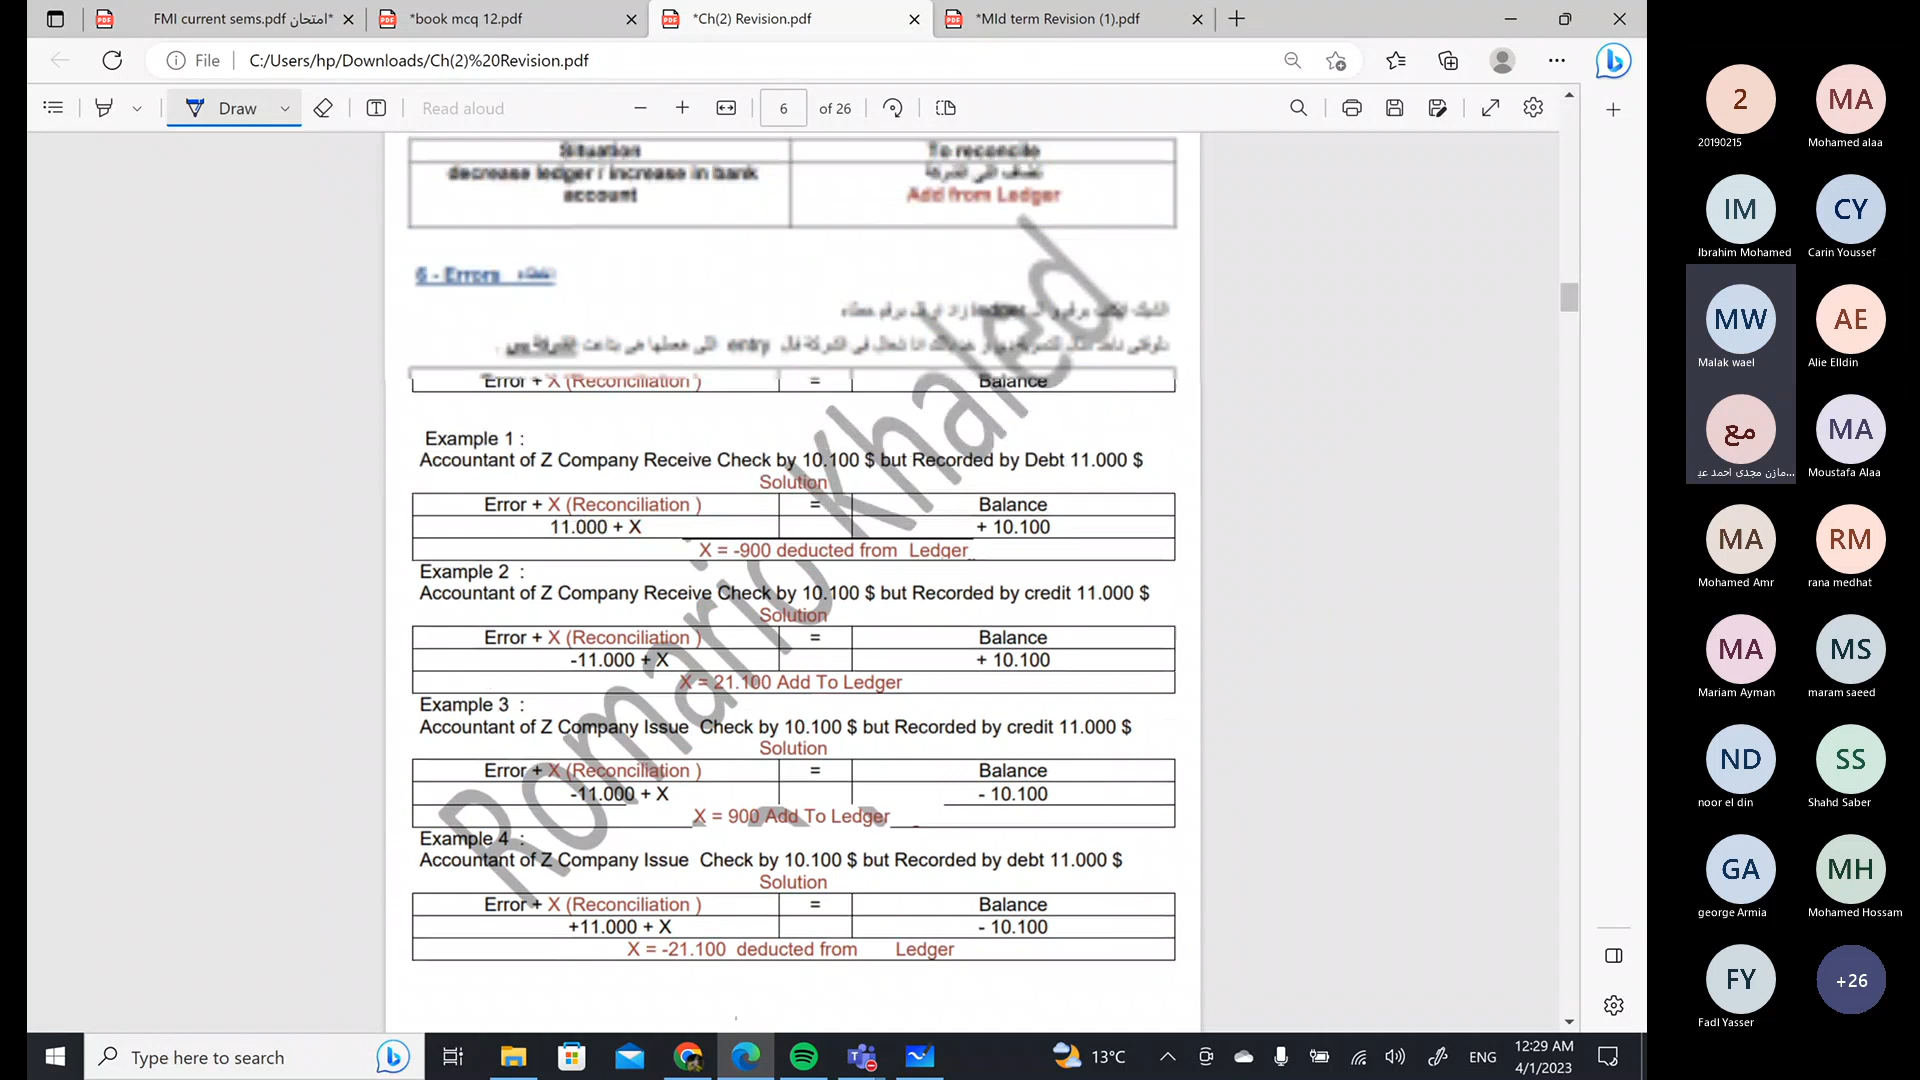 FMI current sems.pdf امتحان*
*book mcq 12.pdf
*Ch(2) Revision.pdf
*MId term Revision (1).pdf
File
C:/Users/hp/Downloads/Ch(2)%20Revision.pdf
Draw
Read aloud
6
of 26
Situation
To reconcile
decrease ledger / increase in bank
account
Add from Ledger
6 - Errors
Error + X (Reconciliation )
=
Balance
Example 1 :
Accountant of Z Company Receive Check by 10.100 $ but Recorded by Debt 11.000 $
Solution
Error + X (Reconciliation )
=
Balance
11.000 + X
+ 10.100
X = -900 deducted from Ledger
Example 2 :
Accountant of Z Company Receive Check by 10.100 $ but Recorded by credit 11.000 $
Solution
Error + X (Reconciliation )
=
Balance
-11.000 + X
+ 10.100
X = 21.100 Add To Ledger
Example 3 :
Accountant of Z Company Issue Check by 10.100 $ but Recorded by credit 11.000 $
Solution
Error + X (Reconciliation )
=
Balance
-11.000 + X
- 10.100
X = 900 Add To Ledger
Example 4 :
Accountant of Z Company Issue Check by 10.100 $ but Recorded by debt 11.000 $
Solution
Error + X (Reconciliation )
=
Balance
+11.000 + X
- 10.100
X = -21.100 deducted from Ledger
Romario Khaled
2
20190215
MA
Mohamed alaa
IM
Ibrahim Mohamed
CY
Carin Youssef
MW
Malak wael
AE
Alie Elldin
مع
مازن مجدى احمد عب...
MA
Moustafa Alaa
MA
Mohamed Amr
RM
rana medhat
MA
Mariam Ayman
MS
maram saeed
ND
noor el din
SS
Shahd Saber
GA
george Armia
MH
Mohamed Hossam
FY
Fadl Yasser
+26
Type here to search
13°C
ENG
12:29 AM
4/1/2023